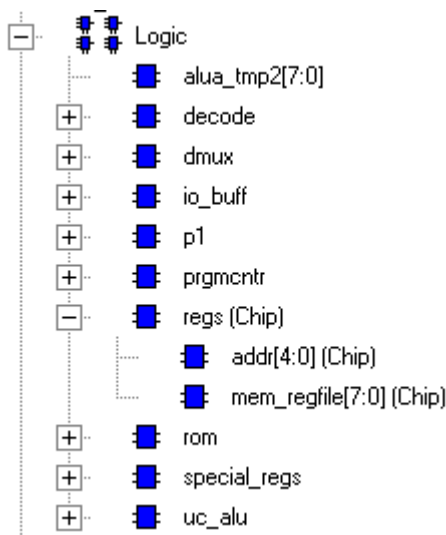 Logic
alua_tmp2[7:0]
decode
dmux
io_buff
p1
prgmcntr
regs (Chip)
addr[4:0] (Chip)
mem_regfile[7:0] (Chip)
rom
special_regs
uc_alu